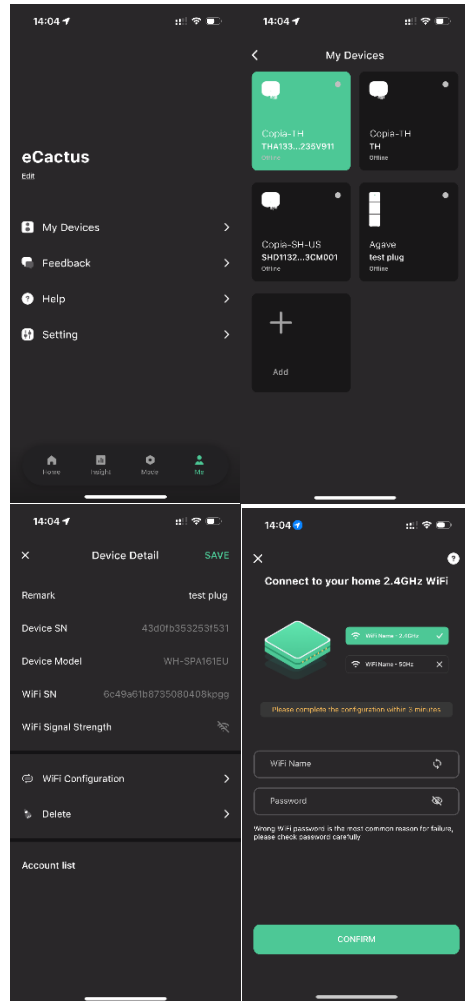 14:04
eCactus
Edit
My Devices
Feedback
Help
Setting
Home
Insight
Mode
Me
14:04
My Devices
Copia-TH
THA133...235V911
Offline
Copia-TH
TH
Offline
Copia-SH-US
SHD1132...3CM001
Offline
Agave
test plug
Offline
Add
14:04
Device Detail
SAVE
Remark
test plug
Device SN
43d0fb353253f531
Device Model
WH-SPA161EU
WiFi SN
6c49a61b8735080408kpgg
WiFi Signal Strength
WiFi Configuration
Delete
Account list
14:04
Connect to your home 2.4GHz WiFi
WiFi Name - 2.4GHz
WiFi Name - 5GHz
Please complete the configuration within 3 minutes
WiFi Name
Password
Wrong WiFi password is the most common reason for failure,
please check password carefully
CONFIRM